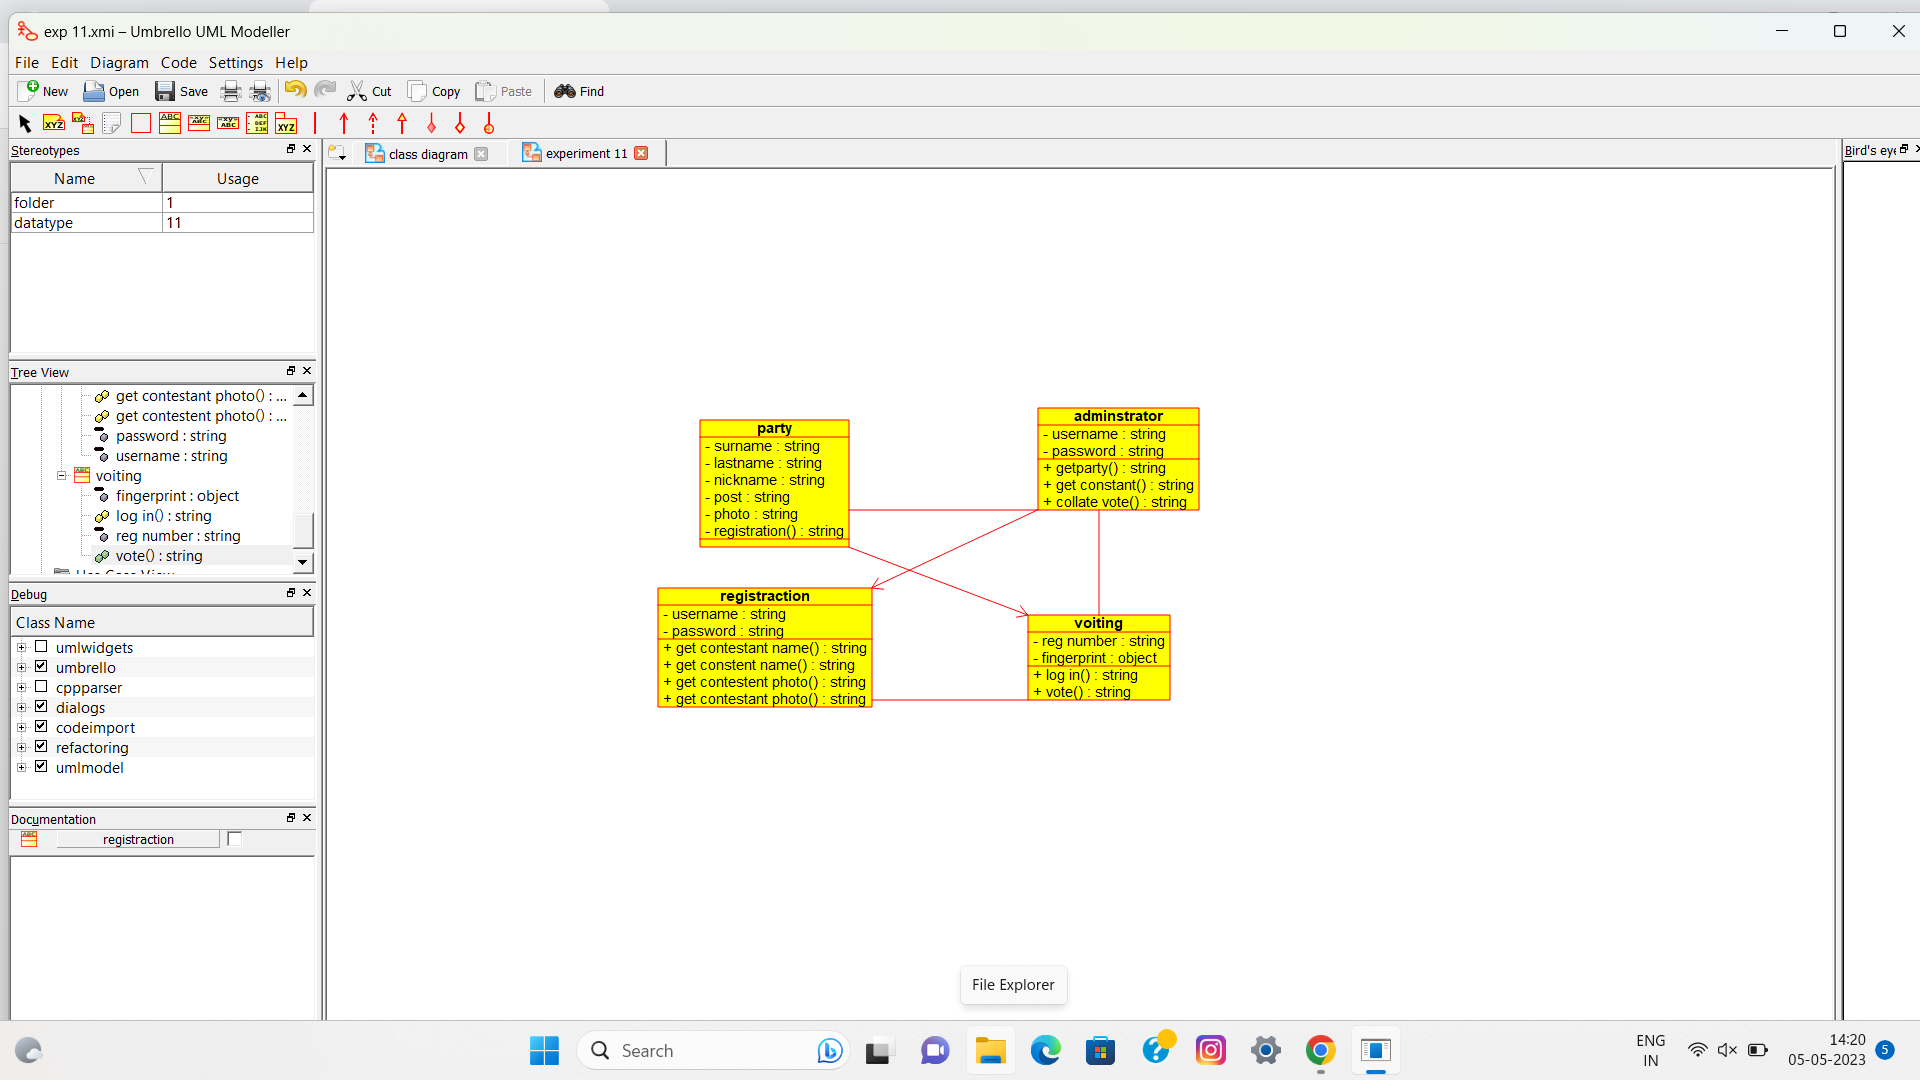 exp 11.xmi – Umbrello UML Modeller
File Edit Diagram Code Settings Help
New Open Save Cut Copy Paste Find
Stereotypes
class diagram
experiment 11
Bird's eye
Name Usage
folder 1
datatype 11
Tree View
get contestant photo() : ...
get contestent photo() : ...
password : string
username : string
voiting
fingerprint : object
log in() : string
reg number : string
vote() : string
Debug
Class Name
umlwidgets
umbrello
cppparser
dialogs
codeimport
refactoring
umlmodel
Documentation
registraction
party
- surname : string
- lastname : string
- nickname : string
- post : string
- photo : string
- registration() : string
adminstrator
- username : string
- password : string
+ getparty() : string
+ get constant() : string
+ collate vote() : string
registraction
- username : string
- password : string
+ get contestant name() : string
+ get constent name() : string
+ get contestent photo() : string
+ get contestant photo() : string
voiting
- reg number : string
- fingerprint : object
+ log in() : string
+ vote() : string
File Explorer
Search
ENG
IN
14:20
05-05-2023
5